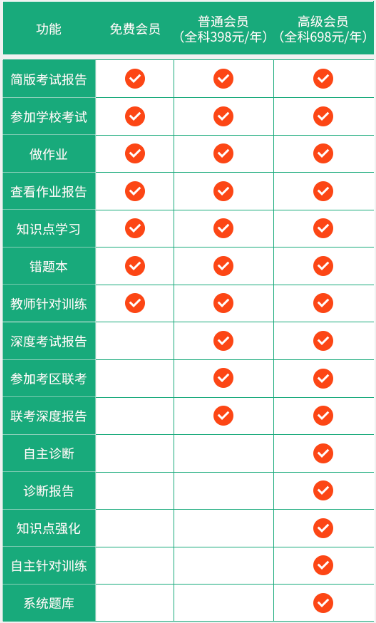 功能 免费会员 普通会员 高级会员
（全科398元/年） （全科698元/年）
简版考试报告
参加学校考试
做作业
查看作业报告
知识点学习
错题本
教师针对训练
深度考试报告
参加考区联考
联考深度报告
自主诊断
诊断报告
知识点强化
自主针对训练
系统题库